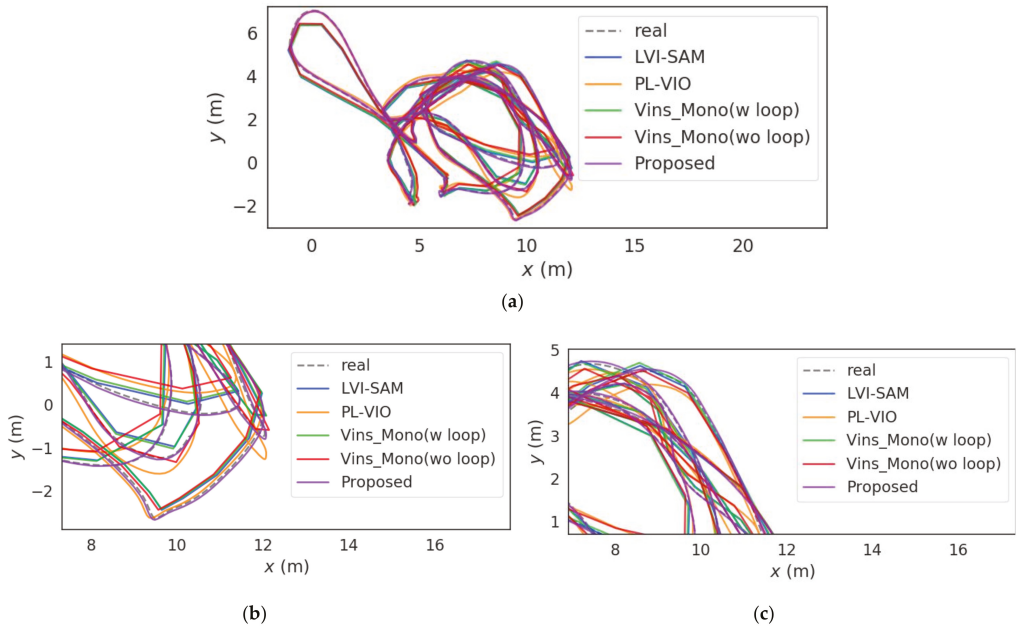 6
4
2
0
−2
y (m)
real
LVI-SAM
PL-VIO
Vins_Mono(w loop)
Vins_Mono(wo loop)
Proposed
0 5 10 15 20
x (m)
(a)
1
0
−1
−2
y (m)
real
LVI-SAM
PL-VIO
Vins_Mono(w loop)
Vins_Mono(wo loop)
Proposed
8 10 12 14 16
x (m)
(b)
5
4
3
2
1
y (m)
real
LVI-SAM
PL-VIO
Vins_Mono(w loop)
Vins_Mono(wo loop)
Proposed
8 10 12 14 16
x (m)
(c)